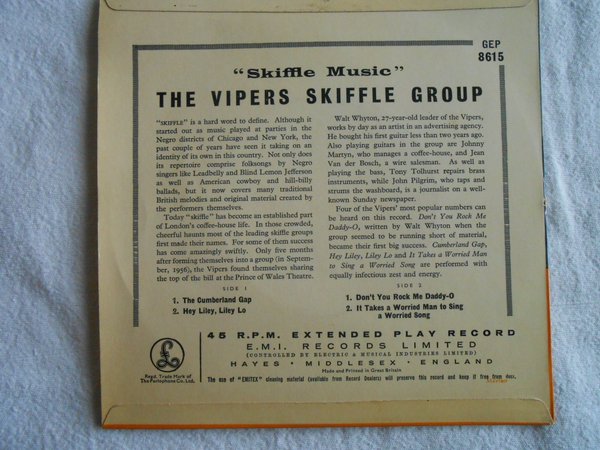 GEP
8615
"Skiffle Music"
THE VIPERS SKIFFLE GROUP
"SKIFFLE" is a hard word to define. Although it
started out as music played at parties in the
Negro districts of Chicago and New York, the
past couple of years have seen it taking on an
identity of its own in this country. Not only does
its repertoire comprise folksongs by Negro
singers like Leadbelly and Blind Lemon Jefferson
as well as American cowboy and hill-billy
ballads, but it now covers many traditional
British melodies and original material created by
the performers themselves.
Today "skiffle" has become an established part
of London's coffee-house life. In those crowded,
cheerful haunts most of the leading skiffle groups
first made their names. For some of them success
has come amazingly swiftly. Only five months
after forming themselves into a group (in Septem-
ber, 1956), the Vipers found themselves sharing
the top of the bill at the Prince of Wales Theatre.
SIDE 1
1. The Cumberland Gap
2. Hey Liley, Liley Lo
Walt Whyton, 27-year-old leader of the Vipers,
works by day as an artist in an advertising agency.
He bought his first guitar less than two years ago.
Also playing guitars in the group are Johnny
Martyn, who manages a coffee-house, and Jean
Van der Bosch, a wire salesman. As well as
playing the bass, Tony Tolhurst repairs brass
instruments, while John Pilgrim, who taps and
strums the washboard, is a journalist on a well-
known Sunday newspaper.
Four of the Vipers' most popular numbers
can be heard on this record. Don't You Rock Me
Daddy-O, written by Walt Whyton when the
group seemed to be running short of material,
became their first big success. Cumberland Gap,
Hey Liley, Liley Lo and It Takes a Worried Man
to Sing a Worried Song are performed with
equally infectious zest and energy.
SIDE 2
1. Don't You Rock Me Daddy-O
2. It Takes a Worried Man to Sing
a Worried Song
45 R.P.M. EXTENDED PLAY RECORD
E.M.I. RECORDS LIMITED
(CONTROLLED BY ELECTRIC & MUSICAL INDUSTRIES LIMITED)
HAYES • MIDDLESEX • ENGLAND
Made and Printed in Great Britain
Regd. Trade Mark of
The Parlophone Co. Ltd.
The use of "EMITEX" cleaning material (available from Record Dealers) will preserve this record and keep it free from dust.